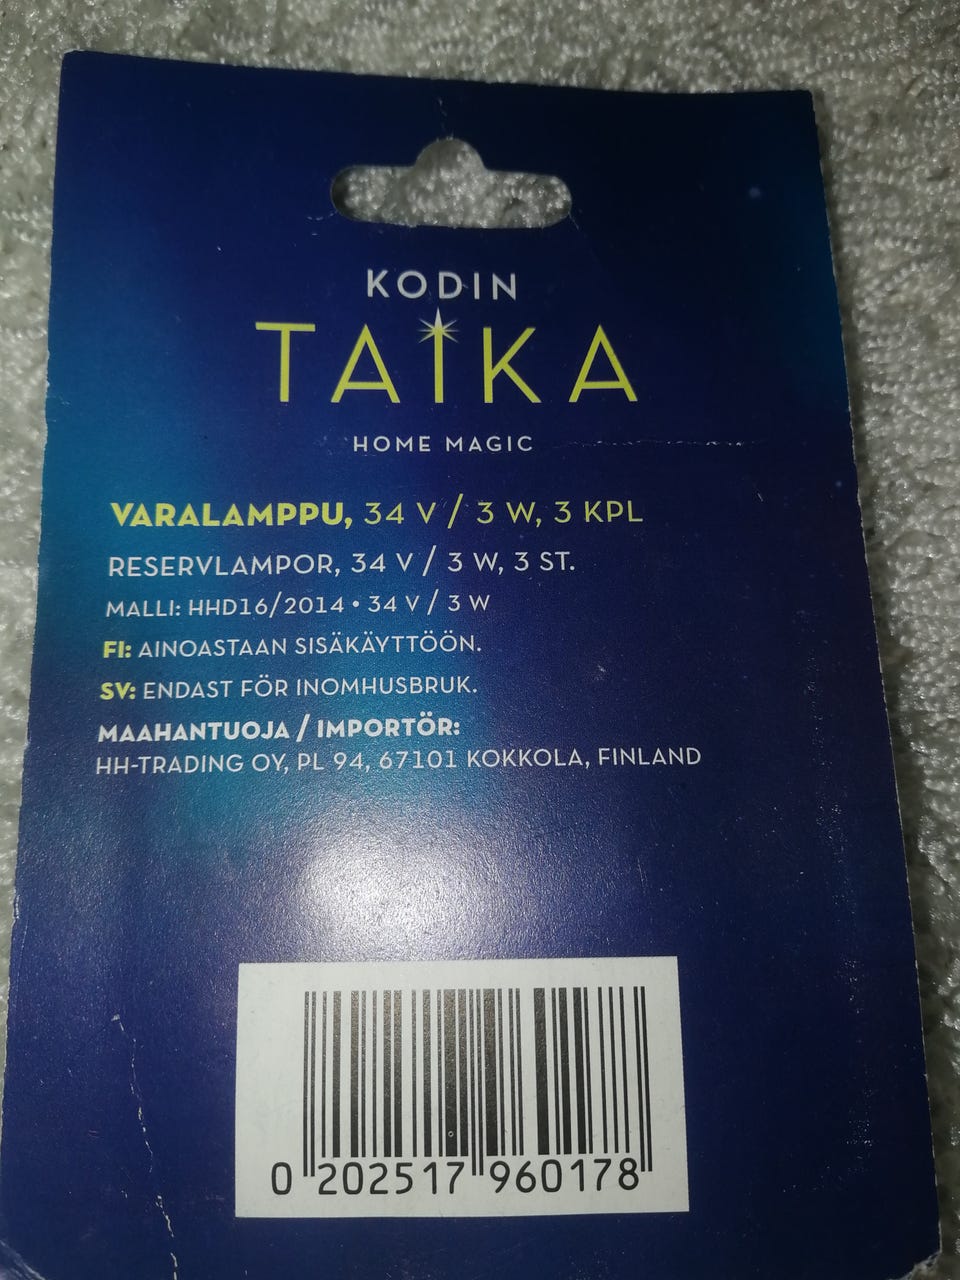 KODIN
TAIKA
HOME MAGIC
VARALAMPPU, 34 V / 3 W, 3 KPL
RESERVLAMPOR, 34 V / 3 W, 3 ST.
MALLI: HHD16/2014 • 34 V / 3 W
FI: AINOASTAAN SISÄKÄYTTÖÖN.
SV: ENDAST FÖR INOMHUSBRUK.
MAAHANTUOJA / IMPORTÖR:
HH-TRADING OY, PL 94, 67101 KOKKOLA, FINLAND
0 202517 960178